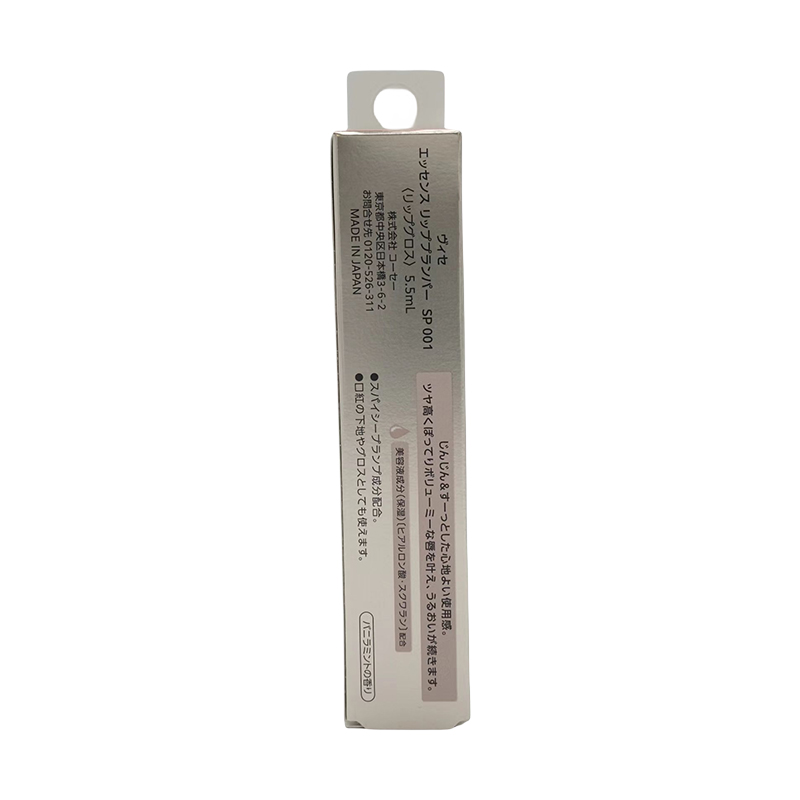 ヴィセ
エッセンス リッププランパー SP 001
〈リップグロス〉 5.5mL
株式会社 コーセー
東京都中央区日本橋3-6-2
お問合せ先 0120-526-311
MADE IN JAPAN
じんじん&すーっとした心地よい使用感。
ツヤ高くぽってりボリューミーな唇を叶え、うるおいが続きます。
美容液成分(保湿)[ヒアルロン酸・スクワラン]配合
●スパイシープランプ成分配合。
●口紅の下地やグロスとしても使えます。
バニラミントの香り